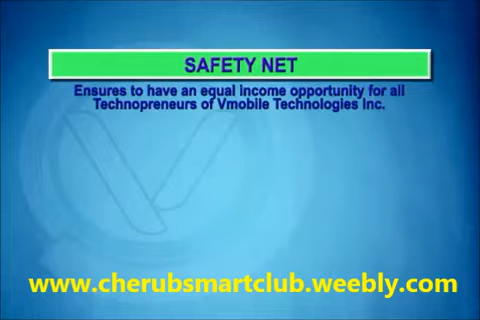 SAFETY NET
Ensures to have an equal income opportunity for all
Technopreneurs of Vmobile Technologies Inc.
www.cherubsmartclub.weebly.com